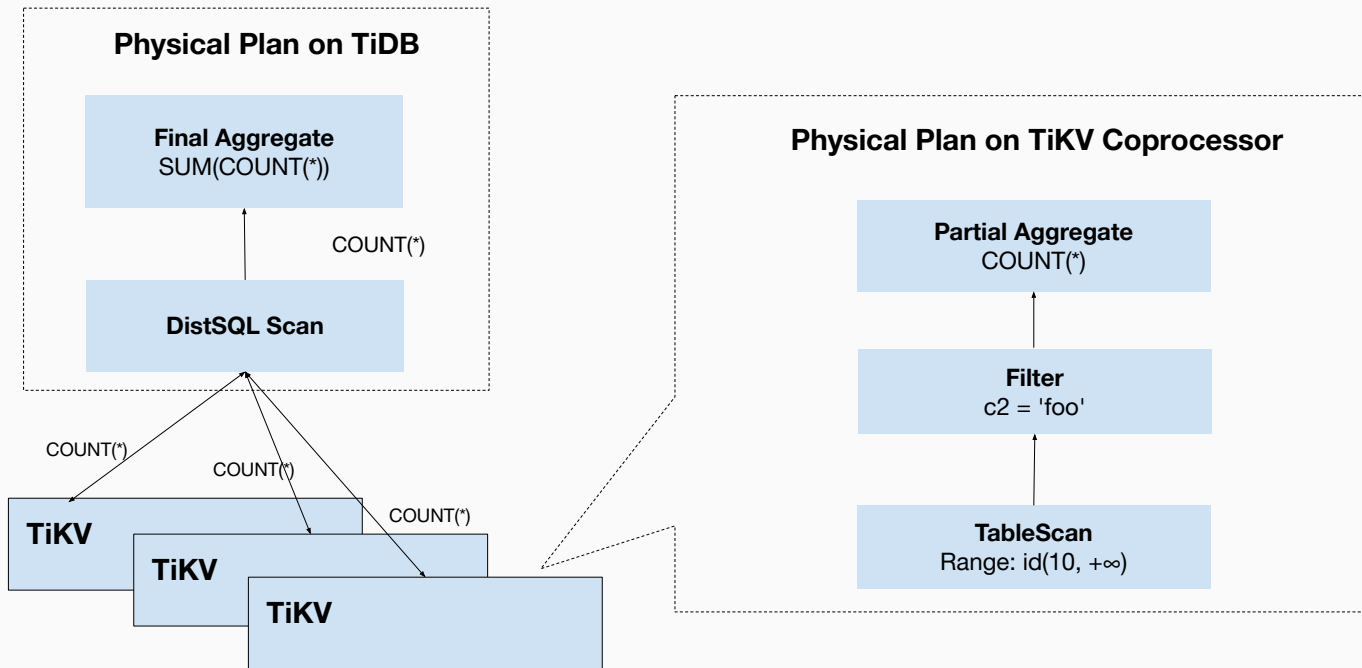 Physical Plan on TiDB
Final Aggregate
SUM(COUNT(*))
COUNT(*)
DistSQL Scan
COUNT(*)
COUNT(*)
COUNT(*)
TiKV
TiKV
TiKV
Physical Plan on TiKV Coprocessor
Partial Aggregate
COUNT(*)
Filter
c2 = 'foo'
TableScan
Range: id(10, +∞)